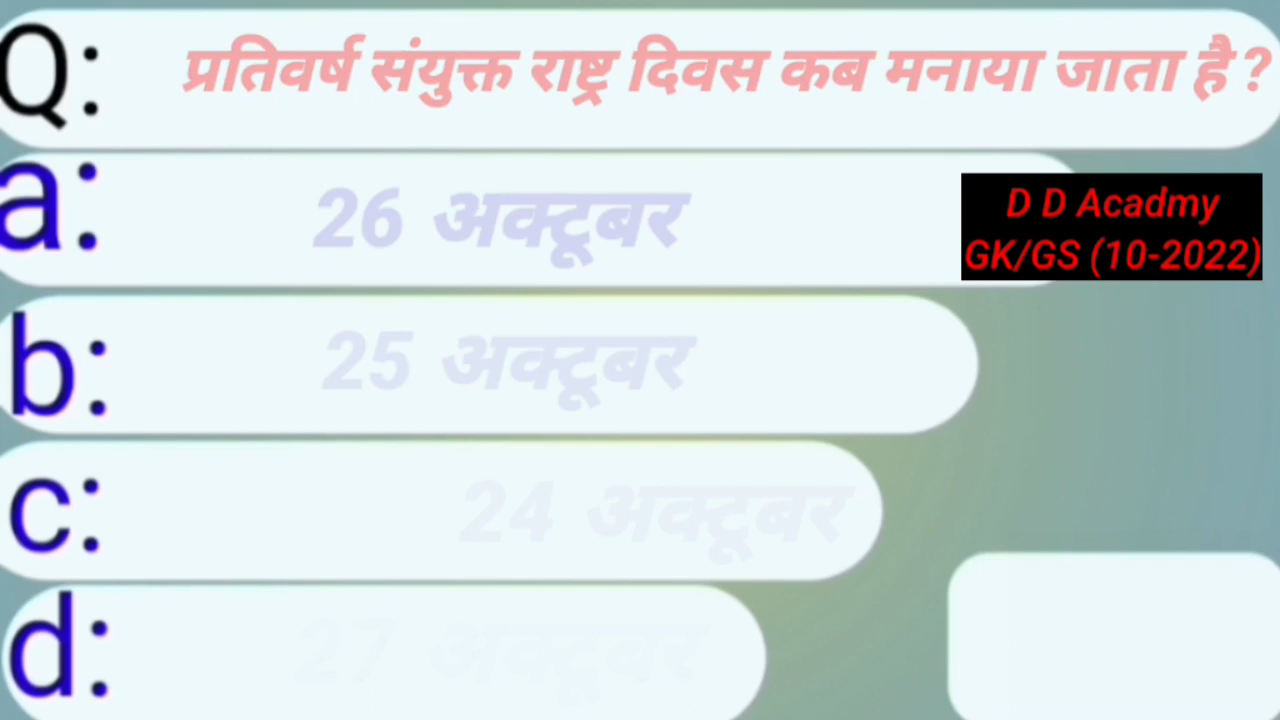 Q: प्रतिवर्ष संयुक्त राष्ट्र दिवस कब मनाया जाता है ?
a: 26 अक्टूबर
D D Acadmy
GK/GS (10-2022)
b: 25 अक्टूबर
c: 24 अक्टूबर
d: 27 अक्टूबर